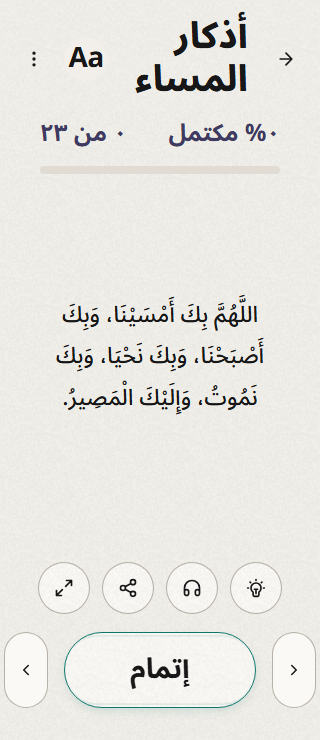 أذكار
المساء
Aa
٠% مكتمل
٠ من ٢٣
اللَّهُمَّ بِكَ أَمْسَيْنَا، وَبِكَ
أَصْبَحْنَا، وَبِكَ نَحْيَا، وَبِكَ
نَمُوتُ، وَإِلَيْكَ الْمَصِيرُ.
إتمام